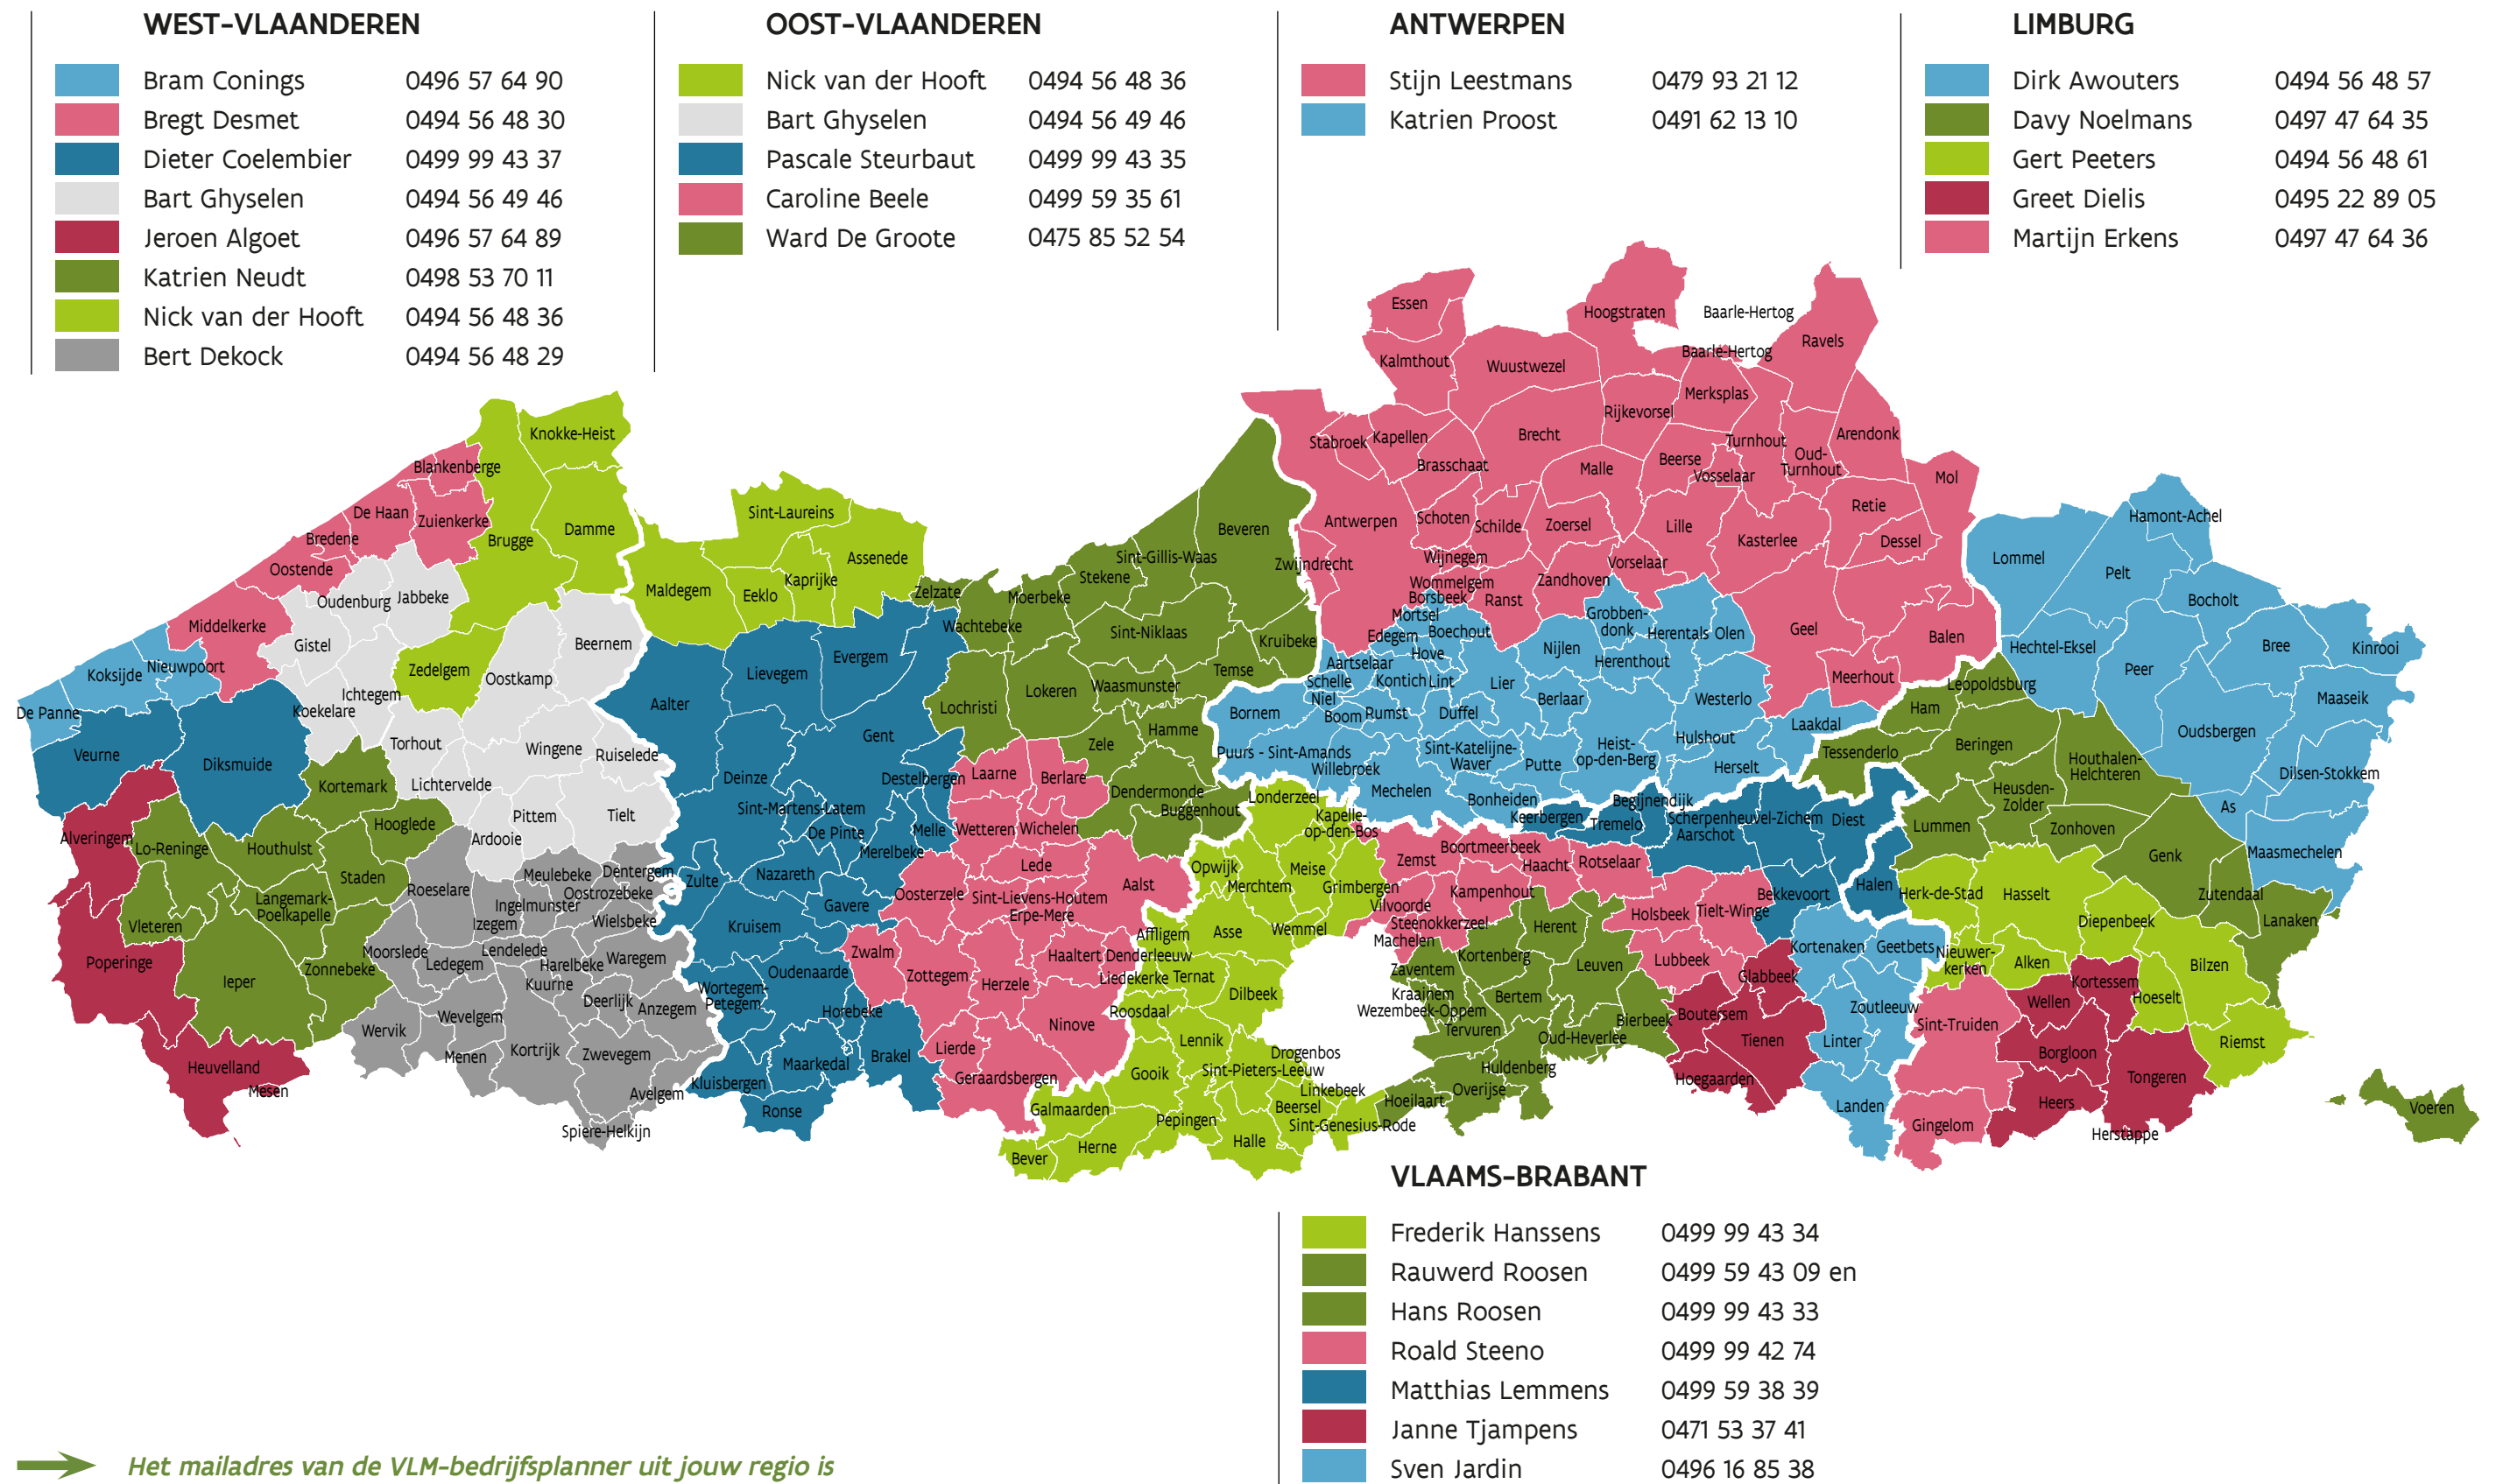 WEST-VLAANDEREN
Bram Conings 0496 57 64 90
Bregt Desmet 0494 56 48 30
Dieter Coelembier 0499 99 43 37
Bart Ghyselen 0494 56 49 46
Jeroen Algoet 0496 57 64 89
Katrien Neudt 0498 53 70 11
Nick van der Hooft 0494 56 48 36
Bert Dekock 0494 56 48 29
OOST-VLAANDEREN
Nick van der Hooft 0494 56 48 36
Bart Ghyselen 0494 56 49 46
Pascale Steurbaut 0499 99 43 35
Caroline Beele 0499 59 35 61
Ward De Groote 0475 85 52 54
ANTWERPEN
Stijn Leestmans 0479 93 21 12
Katrien Proost 0491 62 13 10
LIMBURG
Dirk Awouters 0494 56 48 57
Davy Noelmans 0497 47 64 35
Gert Peeters 0494 56 48 61
Greet Dielis 0495 22 89 05
Martijn Erkens 0497 47 64 36
Knokke-Heist
Blankenberge
De Haan
Zuienkerke
Brugge
Damme
Bredene
Oostende
Oudenburg
Jabbeke
Middelkerke
Gistel
Beernem
Zedelgem
Oostkamp
Koksijde
Nieuwpoort
Ichtegem
Koekelare
De Panne
Veurne
Diksmuide
Torhout
Wingene
Ruiselede
Lichtervelde
Kortemark
Pittem
Tielt
Hooglede
Ardooie
Alveringem
Lo-Reninge
Houthulst
Staden
Roeselare
Meulebeke
Dentergem
Oostrozebeke
Ingelmunster
Izegem
Wielsbeke
Langemark-
Poelkapelle
Vleteren
Moorslede
Lendelede
Ledegem
Harelbeke
Waregem
Kuurne
Poperinge
Ieper
Zonnebeke
Deerlijk
Anzegem
Wervik
Wevelgem
Menen
Kortrijk
Zwevegem
Heuvelland
Mesen
Avelgem
Spiere-Helkijn
Sint-Laureins
Assenede
Kaprijke
Maldegem
Eeklo
Zelzate
Wachtebeke
Moerbeke
Stekene
Sint-Gillis-Waas
Beveren
Sint-Niklaas
Kruibeke
Temse
Waasmunster
Lokeren
Lochristi
Hamme
Zele
Dendermonde
Buggenhout
Evergem
Lievegem
Aalter
Gent
Deinze
Destelbergen
Sint-Martens-Latem
De Pinte
Melle
Merelbeke
Laarne
Berlare
Wetteren
Wichelen
Lede
Aalst
Zulte
Nazareth
Gavere
Oosterzele
Sint-Lievens-Houtem
Erpe-Mere
Kruisem
Zwalm
Zottegem
Herzele
Haaltert
Denderleeuw
Oudenaarde
Wortegem-
Petegem
Horebeke
Ninove
Maarkedal
Brakel
Lierde
Geraardsbergen
Kluisbergen
Ronse
Essen
Hoogstraten
Baarle-Hertog
Baarle-Hertog
Ravels
Kalmthout
Wuustwezel
Merksplas
Rijkevorsel
Brecht
Stabroek
Kapellen
Brasschaat
Malle
Beerse
Vosselaar
Turnhout
Oud-
Turnhout
Arendonk
Mol
Retie
Dessel
Antwerpen
Schoten
Schilde
Zoersel
Lille
Kasterlee
Wijnegem
Zwijndrecht
Wommelgem
Borsbeek
Ranst
Zandhoven
Vorselaar
Mortsel
Edegem
Boechout
Hove
Grobben-
donk
Herentals
Olen
Geel
Balen
Meerhout
Aartselaar
Schelle
Kontich
Lint
Lier
Nijlen
Herenthout
Niel
Boom
Rumst
Duffel
Berlaar
Westerlo
Laakdal
Bornem
Puurs - Sint-Amands
Willebroek
Sint-Katelijne-
Waver
Putte
Heist-
op-den-Berg
Hulshout
Herselt
Mechelen
Bonheiden
Lommel
Hamont-Achel
Pelt
Bocholt
Hechtel-Eksel
Peer
Bree
Kinrooi
Maaseik
Leopoldsburg
Ham
Tessenderlo
Beringen
Houthalen-
Helchteren
Oudsbergen
Dilsen-Stokkem
Heusden-
Zolder
Lummen
Zonhoven
As
Genk
Maasmechelen
Halen
Herk-de-Stad
Hasselt
Zutendaal
Lanaken
Diepenbeek
Nieuwer-
kerken
Alken
Bilzen
Kortessem
Wellen
Hoeselt
Sint-Truiden
Borgloon
Riemst
Tongeren
Heers
Gingelom
Herstappe
Voeren
Londerzeel
Kapelle-
op-den-Bos
Opwijk
Merchtem
Meise
Grimbergen
Affligem
Asse
Wemmel
Liedekerke
Ternat
Dilbeek
Roosdaal
Lennik
Drogenbos
Sint-Pieters-Leeuw
Linkebeek
Gooik
Beersel
Sint-Genesius-Rode
Galmaarden
Pepingen
Halle
Herne
Bever
Keerbergen
Begijnendijk
Tremelo
Scherpenheuvel-Zichem
Aarschot
Diest
Bekkevoort
Zemst
Boortmeerbeek
Haacht
Rotselaar
Kampenhout
Vilvoorde
Steenokkerzeel
Machelen
Holsbeek
Tielt-Winge
Lubbeek
Zaventem
Kortenberg
Herent
Leuven
Kraainem
Wezembeek-Oppem
Bertem
Tervuren
Bierbeek
Oud-Heverlee
Huldenberg
Overijse
Hoeilaart
Glabbeek
Boutersem
Tienen
Hoegaarden
Kortenaken
Geetbets
Zoutleeuw
Linter
Landen
VLAAMS-BRABANT
Frederik Hanssens 0499 99 43 34
Rauwerd Roosen 0499 59 43 09 en
Hans Roosen 0499 99 43 33
Roald Steeno 0499 99 42 74
Matthias Lemmens 0499 59 38 39
Janne Tjampens 0471 53 37 41
Sven Jardin 0496 16 85 38
Het mailadres van de VLM-bedrijfsplanner uit jouw regio is